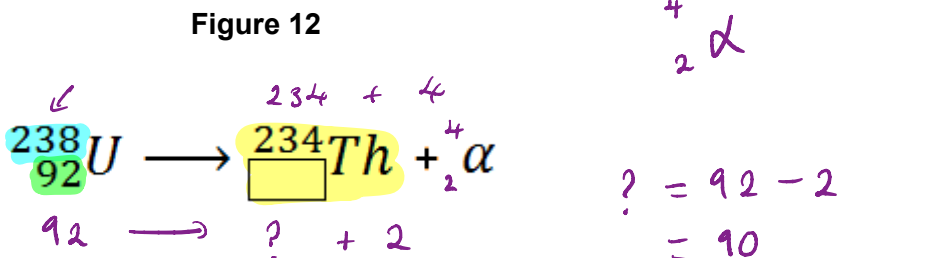 Figure 12
4
2 α
234 + 4
238
92 U ⟶ 234 Th + 4 2 α
92 ⟶ ? + 2
? = 92 - 2
= 90